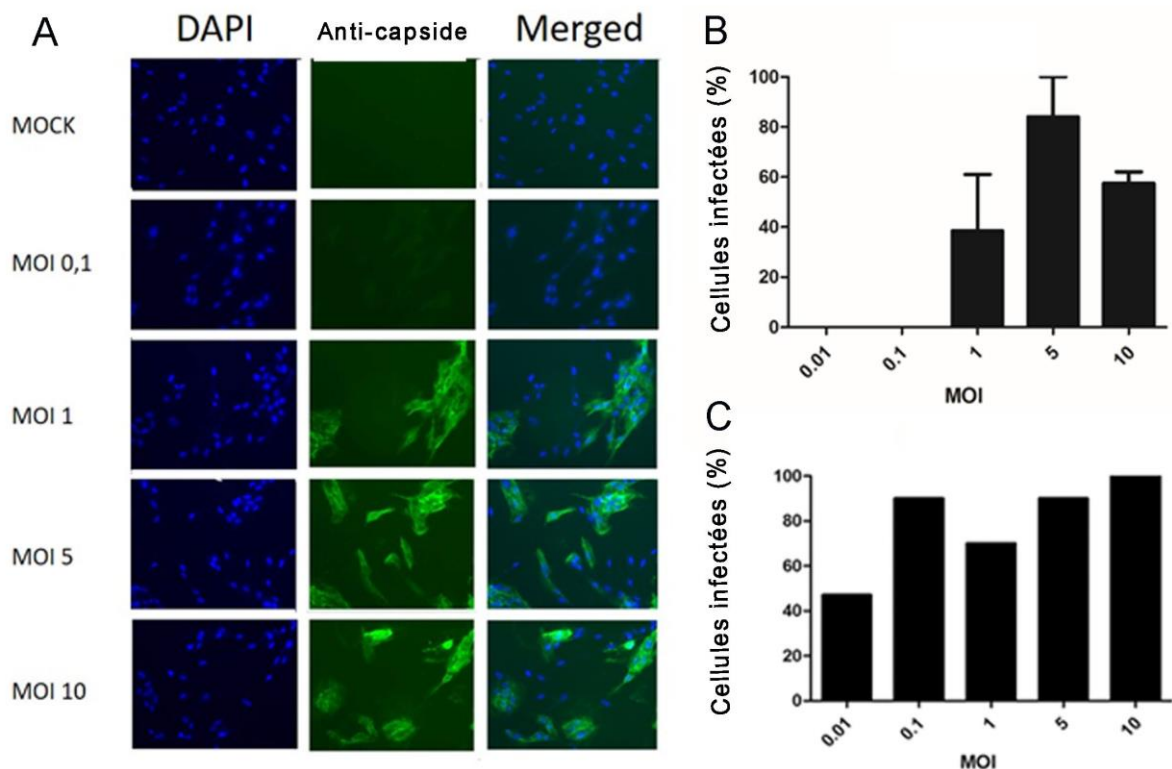 A
DAPI
Anti-capside
Merged
MOCK
MOI 0,1
MOI 1
MOI 5
MOI 10
B
Cellules infectées (%)
100
80
60
40
20
0
0.01
0.1
1
5
10
MOI
C
Cellules infectées (%)
100
80
60
40
20
0
0.01
0.1
1
5
10
MOI